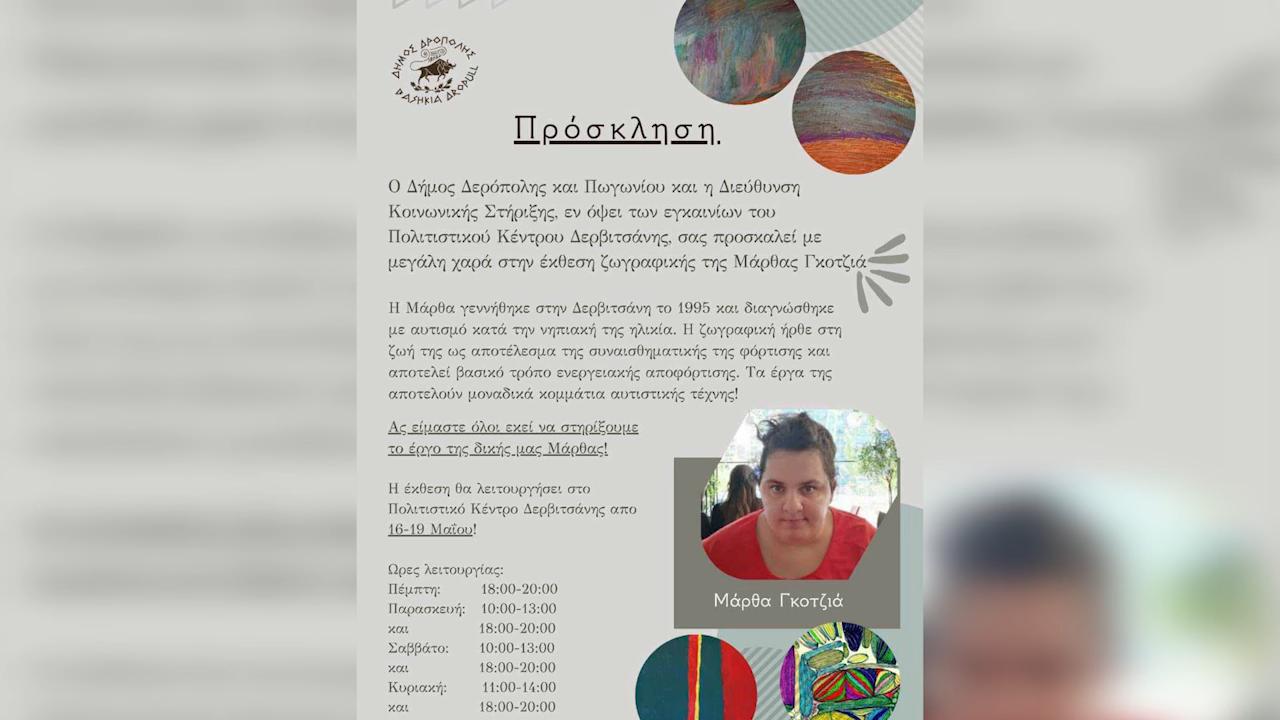 ΔΗΜΟΣ ΔΡΟΠΟΛΗΣ
BASHKIA DROPULL
Πρόσκληση
Ο Δήμος Δερόπολης και Πωγωνίου και η Διεύθυνση
Κοινωνικής Στήριξης, εν όψει των εγκαινίων του
Πολιτιστικού Κέντρου Δερβιτσάνης, σας προσκαλεί με
μεγάλη χαρά στην έκθεση ζωγραφικής της Μάρθας Γκοτζιά
Η Μάρθα γεννήθηκε στην Δερβιτσάνη το 1995 και διαγνώσθηκε
με αυτισμό κατά την νηπιακή της ηλικία. Η ζωγραφική ήρθε στη
ζωή της ως αποτέλεσμα της συναισθηματικής της φόρτισης και
αποτελεί βασικό τρόπο ενεργειακής αποφόρτισης. Τα έργα της
αποτελούν μοναδικά κομμάτια αυτιστικής τέχνης!
Ας είμαστε όλοι εκεί να στηρίξουμε
το έργο της δικής μας Μάρθας!
Η έκθεση θα λειτουργήσει στο
Πολιτιστικό Κέντρο Δερβιτσάνης απο
16-19 Μαΐου!
Ωρες λειτουργίας:
Πέμπτη: 18:00-20:00
Παρασκευή: 10:00-13:00
και 18:00-20:00
Σαββάτο: 10:00-13:00
και 18:00-20:00
Κυριακή: 11:00-14:00
και 18:00-20:00
Μάρθα Γκοτζιά